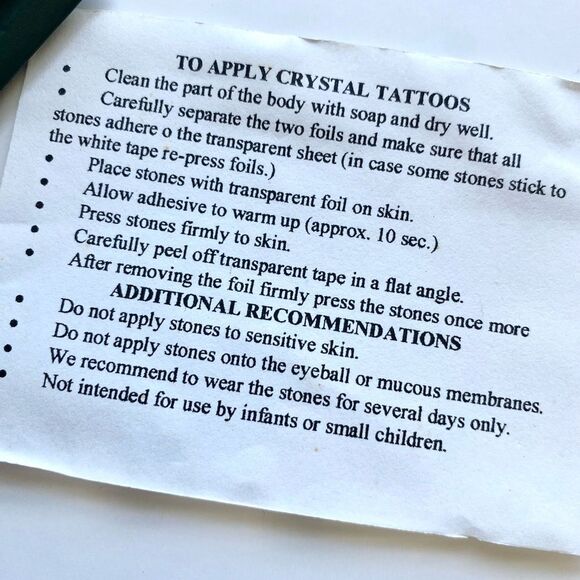 TO APPLY CRYSTAL TATTOOS
• Clean the part of the body with soap and dry well.
• Carefully separate the two foils and make sure that all
stones adhere o the transparent sheet (in case some stones stick to
the white tape re-press foils.)
• Place stones with transparent foil on skin.
• Allow adhesive to warm up (approx. 10 sec.)
• Press stones firmly to skin.
• Carefully peel off transparent tape in a flat angle.
• After removing the foil firmly press the stones once more
ADDITIONAL RECOMMENDATIONS
• Do not apply stones to sensitive skin.
• Do not apply stones onto the eyeball or mucous membranes.
• We recommend to wear the stones for several days only.
• Not intended for use by infants or small children.